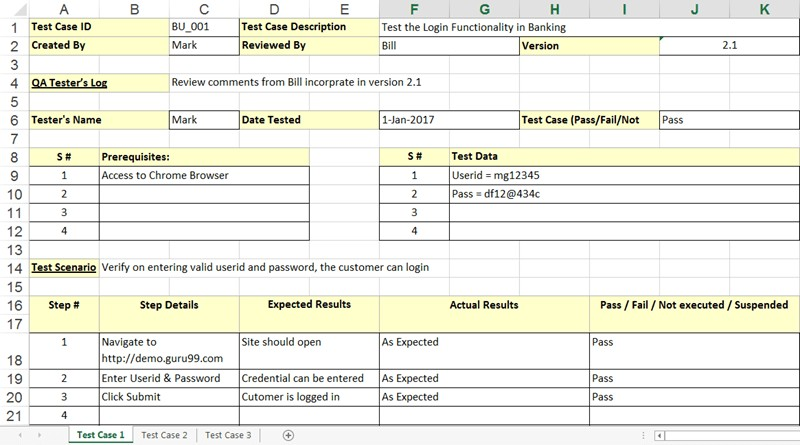 A B C D E F G H I J K
1 Test Case ID BU_001 Test Case Description Test the Login Functionality in Banking
2 Created By Mark Reviewed By Bill Version 2.1
3
4 QA Tester's Log Review comments from Bill incorprate in version 2.1
5
6 Tester's Name Mark Date Tested 1-Jan-2017 Test Case (Pass/Fail/Not Pass
7
8 S # Prerequisites: S # Test Data
9 1 Access to Chrome Browser 1 Userid = mg12345
10 2 2 Pass = df12@434c
11 3 3
12 4 4
13
14 Test Scenario Verify on entering valid userid and password, the customer can login
15
16 Step # Step Details Expected Results Actual Results Pass / Fail / Not executed / Suspended
17
1 Navigate to Site should open As Expected Pass
18 http://demo.guru99.com
19 2 Enter Userid & Password Credential can be entered As Expected Pass
20 3 Click Submit Cutomer is logged in As Expected Pass
21 4
Test Case 1 Test Case 2 Test Case 3